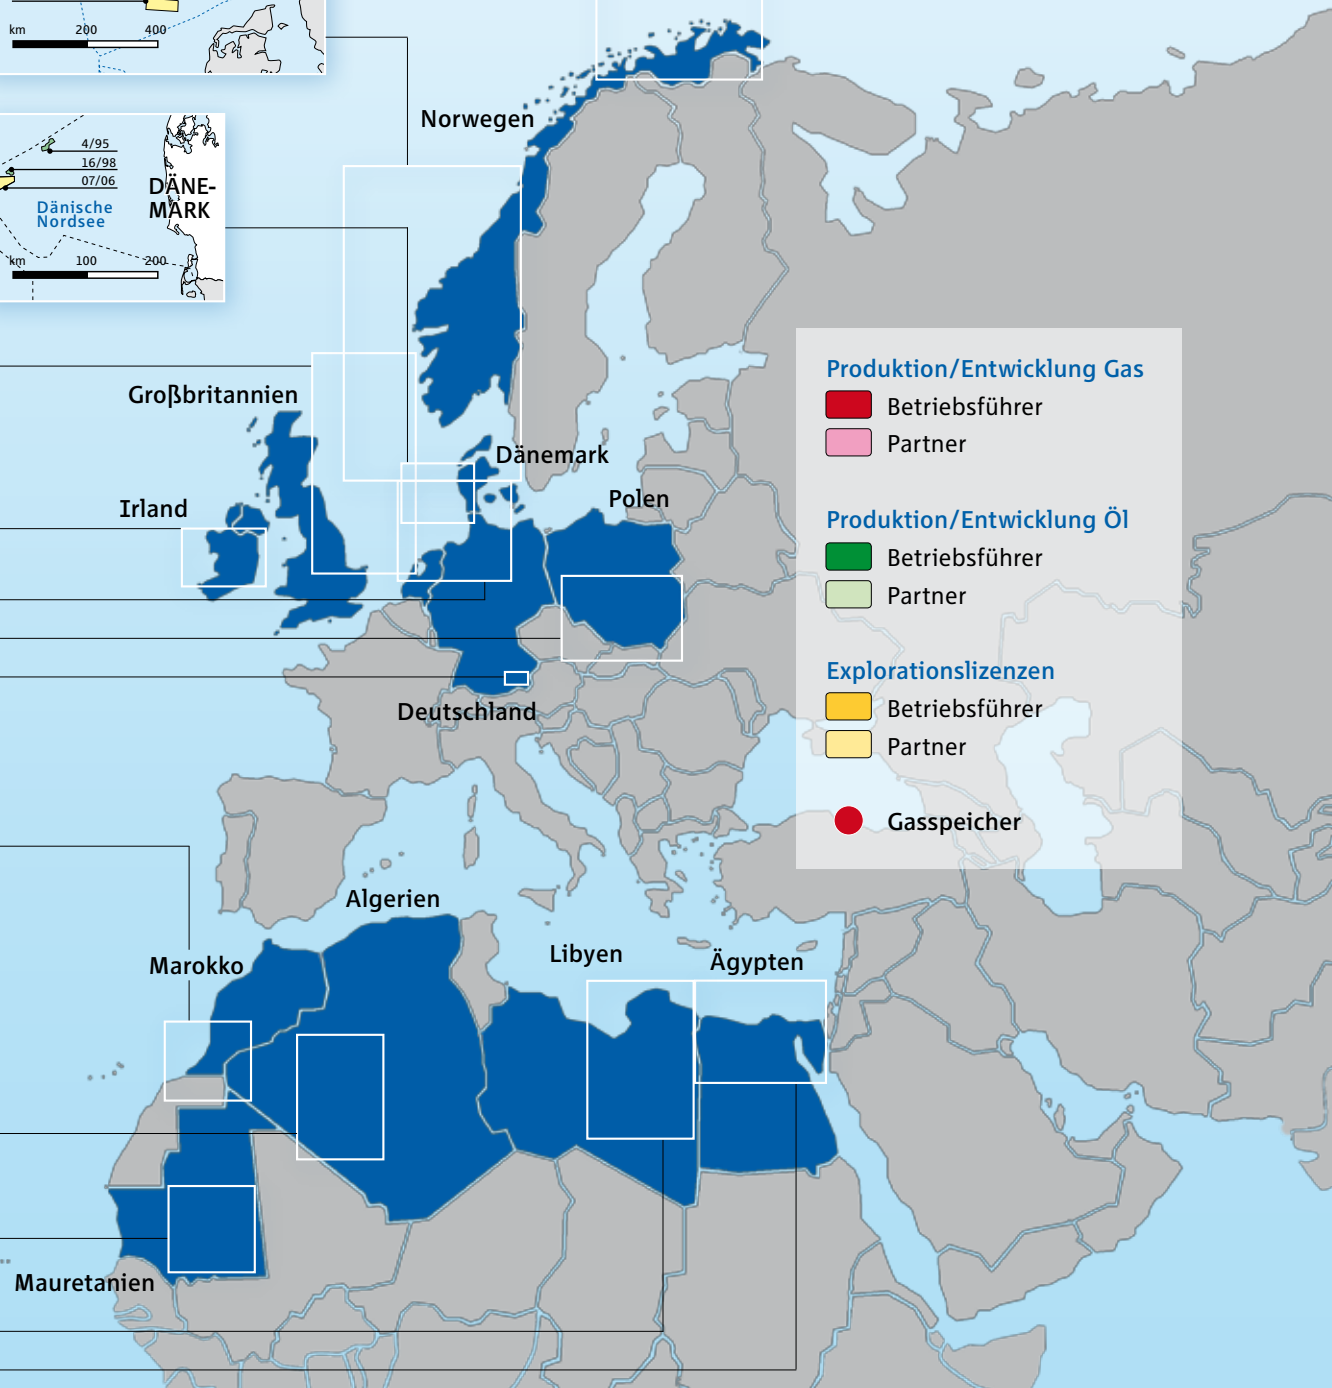 km 200 400
Norwegen
4/95
16/98
07/06
DÄNE-
MARK
Dänische
Nordsee
km 100 200
Großbritannien
Dänemark
Irland
Polen
Deutschland
Produktion/Entwicklung Gas
Betriebsführer
Partner
Produktion/Entwicklung Öl
Betriebsführer
Partner
Explorationslizenzen
Betriebsführer
Partner
Gasspeicher
Algerien
Libyen
Ägypten
Marokko
Mauretanien